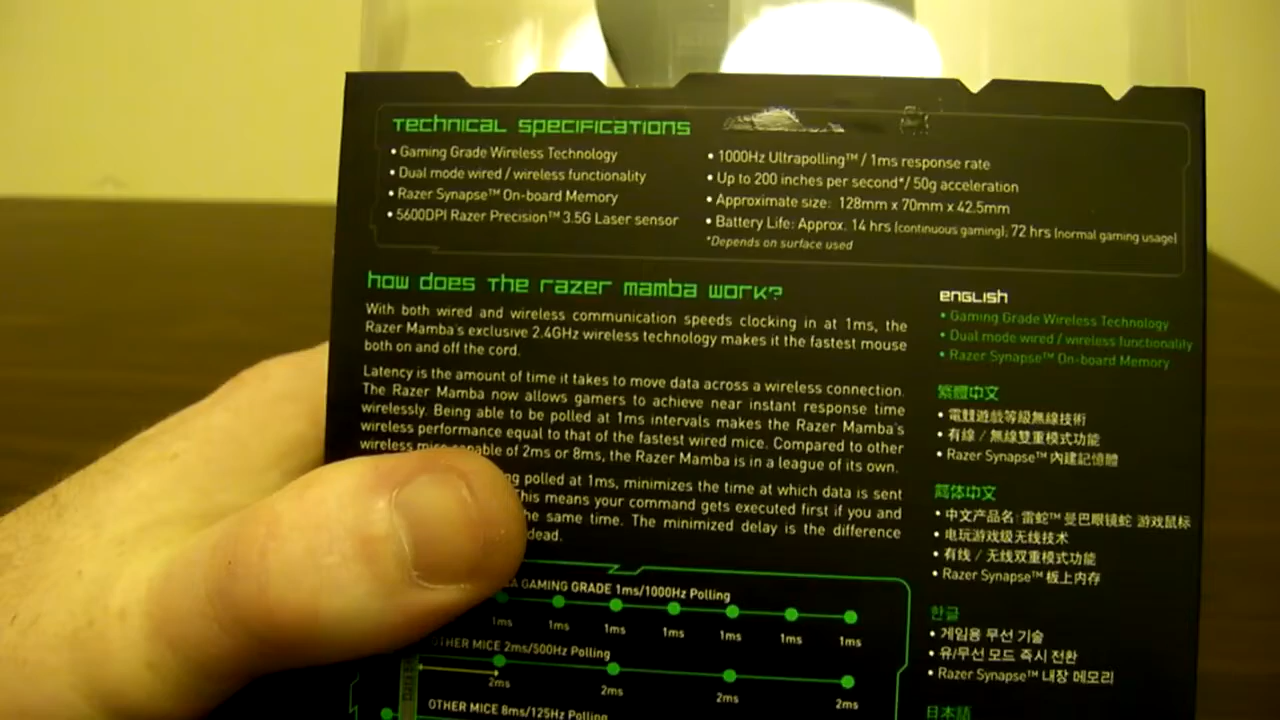 Technical Specifications
• Gaming Grade Wireless Technology
• Dual mode wired / wireless functionality
• Razer Synapse™ On-board Memory
• 5600DPI Razer Precision™ 3.5G Laser sensor
• 1000Hz Ultrapolling™ / 1ms response rate
• Up to 200 inches per second*/ 50g acceleration
• Approximate size: 128mm x 70mm x 42.5mm
• Battery Life: Approx. 14 hrs (continuous gaming); 72 hrs (normal gaming usage)
*Depends on surface used
how does the razer mamba work?
With both wired and wireless communication speeds clocking in at 1ms, the
Razer Mamba's exclusive 2.4GHz wireless technology makes it the fastest mouse
both on and off the cord.
Latency is the amount of time it takes to move data across a wireless connection.
The Razer Mamba now allows gamers to achieve near instant response time
wirelessly. Being able to be polled at 1ms intervals makes the Razer Mamba's
wireless performance equal to that of the fastest wired mice. Compared to other
wireless mice capable of 2ms or 8ms, the Razer Mamba is in a league of its own.
polled at 1ms, minimizes the time at which data is sent
This means your command gets executed first if you and
the same time. The minimized delay is the difference
dead.
GAMING GRADE 1ms/1000Hz Polling
1ms 1ms 1ms 1ms 1ms 1ms 1ms
OTHER MICE 2ms/500Hz Polling
2ms 2ms 2ms 2ms
OTHER MICE 8ms/125Hz Polling
English
• Gaming Grade Wireless Technology
• Dual mode wired / wireless functionality
• Razer Synapse™ On-board Memory
繁體中文
• 電競遊戲等級無線技術
• 有線 / 無線雙重模式功能
• Razer Synapse™ 內建記憶體
简体中文
• 中文产品名: 雷蛇™ 曼巴眼镜蛇 游戏鼠标
• 电玩游戏级无线技术
• 有线 / 无线双重模式功能
• Razer Synapse™ 板上内存
한글
• 게임용 무선 기술
• 유/무선 모드 즉시 전환
• Razer Synapse™ 내장 메모리
日本語